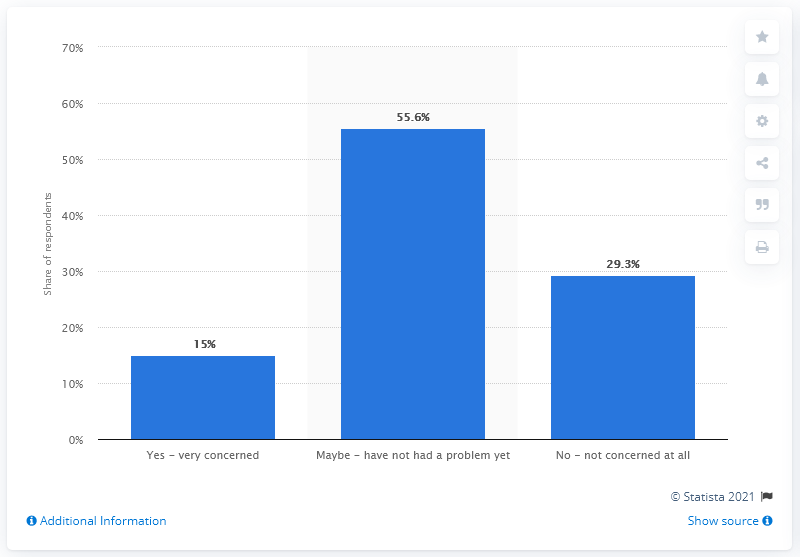 70%
60%
50%
40%
30%
20%
10%
0%
Share of respondents
15%
55.6%
29.3%
Yes – very concerned
Maybe – have not had a problem yet
No – not concerned at all
© Statista 2021
Additional Information
Show source